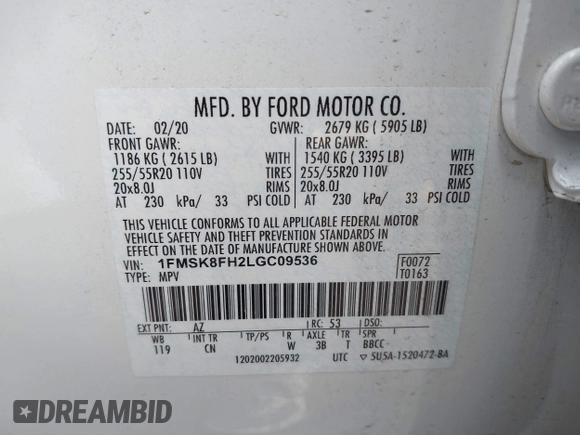 MFD. BY FORD MOTOR CO.
DATE: 02/20 GVWR: 2679 KG ( 5905 LB)
FRONT GAWR: REAR GAWR:
1186 KG ( 2615 LB) WITH 1540 KG ( 3395 LB) WITH
255/55R20 110V TIRES 255/55R20 110V TIRES
20x8.0J RIMS 20x8.0J RIMS
AT 230 kPa/ 33 PSI COLD AT 230 kPa/ 33 PSI COLD
THIS VEHICLE CONFORMS TO ALL APPLICABLE FEDERAL MOTOR
VEHICLE SAFETY AND THEFT PREVENTION STANDARDS IN
EFFECT ON THE DATE OF MANUFACTURE SHOWN ABOVE.
VIN: 1FMSK8FH2LGC09536 F0072
TYPE: MPV T0163
EXT PNT: AZ RC: 53 DSO:
WB INT TR TP/PS R AXLE TR SPR
119 CN W 3B T BBCC
1202002205932 UTC 5U5A-1520472-BA
DREAMBID